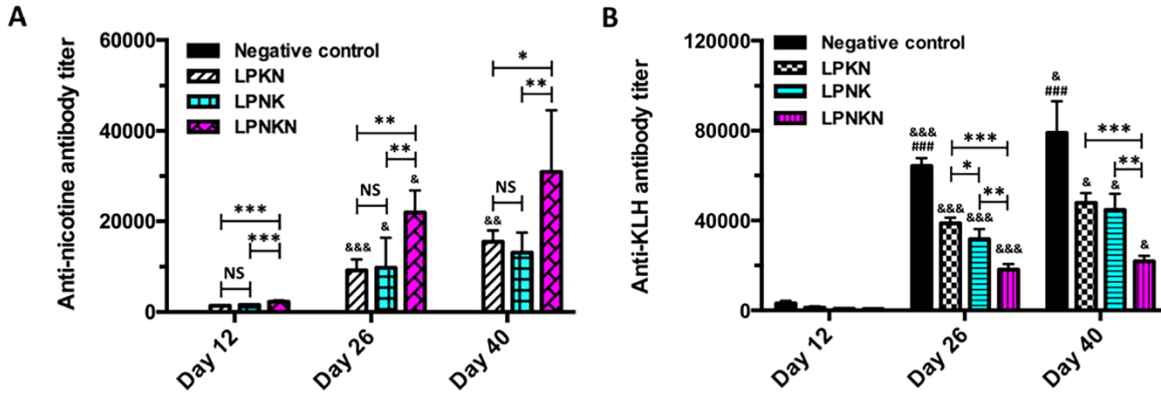 A
Anti-nicotine antibody titer
60000
40000
20000
0
Negative control
LPKN
LPNK
LPNKN
NS
***
***
&&&
NS
&
**
**
&
&&
NS
*
**
Day 12
Day 26
Day 40
B
Anti-KLH antibody titer
120000
80000
40000
0
Negative control
LPKN
LPNK
LPNKN
&&&
###
***
*
**
&&&
&&&
&&&
&
###
***
**
&
&
&
Day 12
Day 26
Day 40